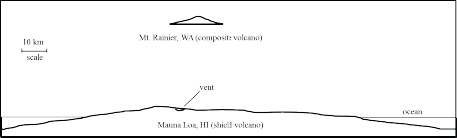 Mt. Rainier, WA (composite volcano)
10 km
scale
vent
ocean
Mauna Loa, HI (shield volcano)